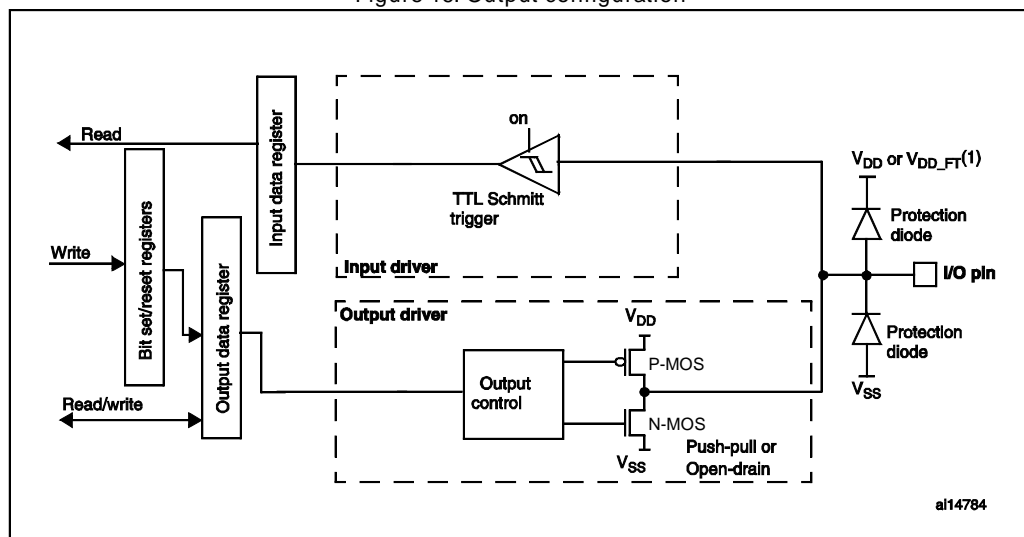 Figure 18. Output configuration
on
Read
Input data register
TTL Schmitt
trigger
V_DD or V_DD_FT(1)
Protection
diode
Bit set/reset registers
Write
Output data register
Input driver
I/O pin
Output driver
V_DD
P-MOS
Output
control
Protection
diode
V_SS
Read/write
N-MOS
V_SS
Push-pull or
Open-drain
ai14784